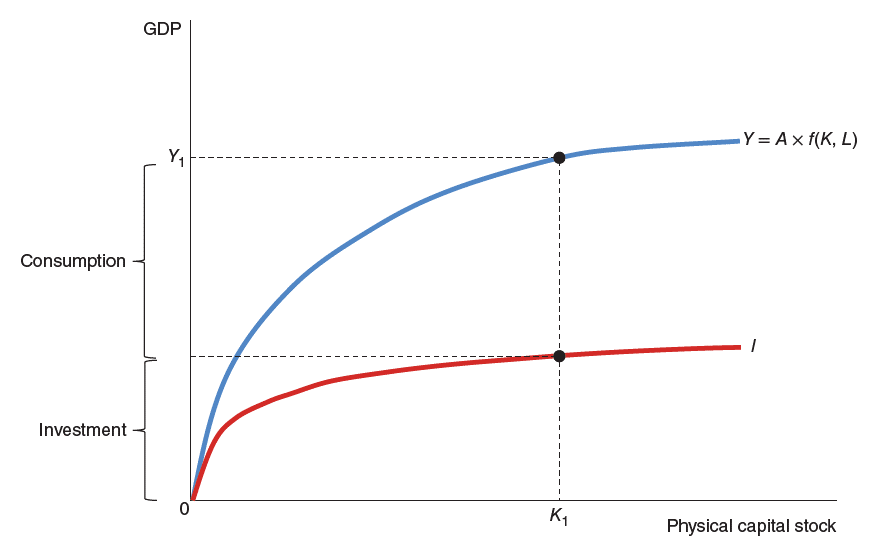 GDP
Y = A × f(K, L)
Y₁
Consumption
I
Investment
0
K₁
Physical capital stock